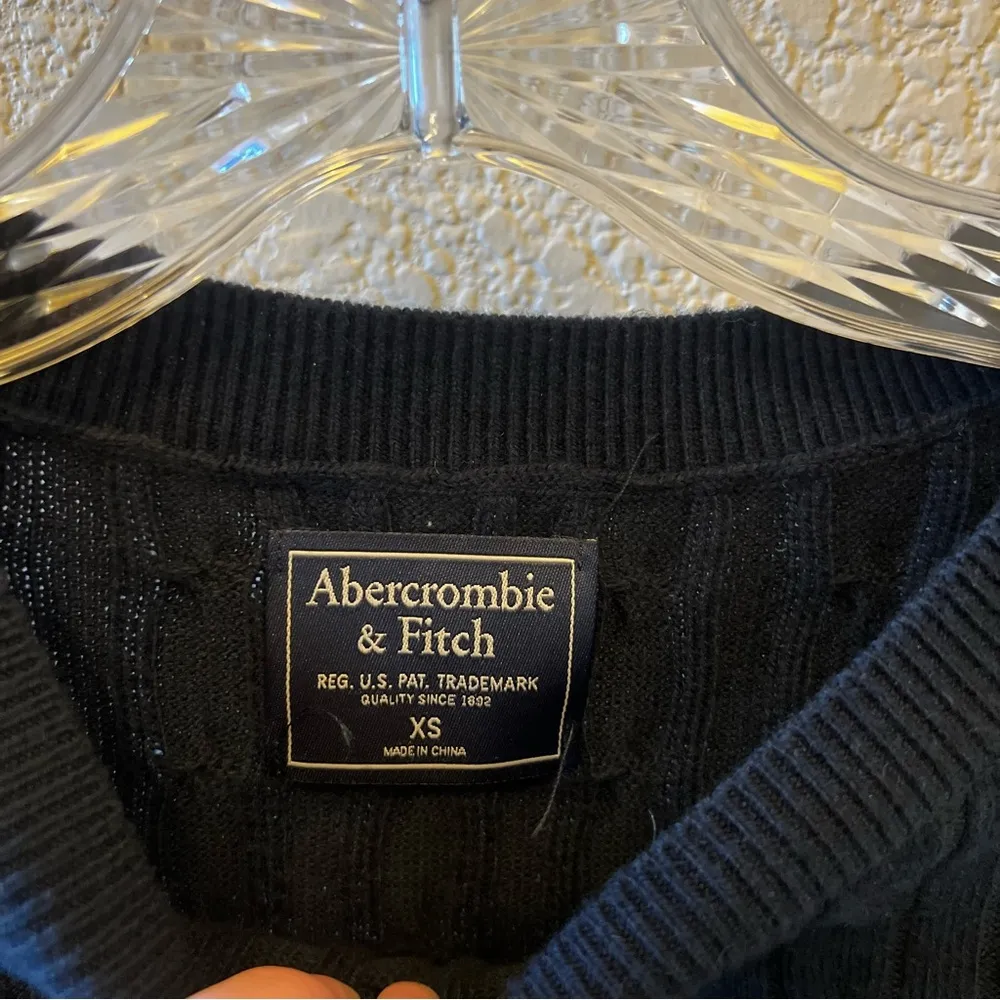 Abercrombie
& Fitch
REG. U.S. PAT. TRADEMARK
QUALITY SINCE 1892
XS
MADE IN CHINA